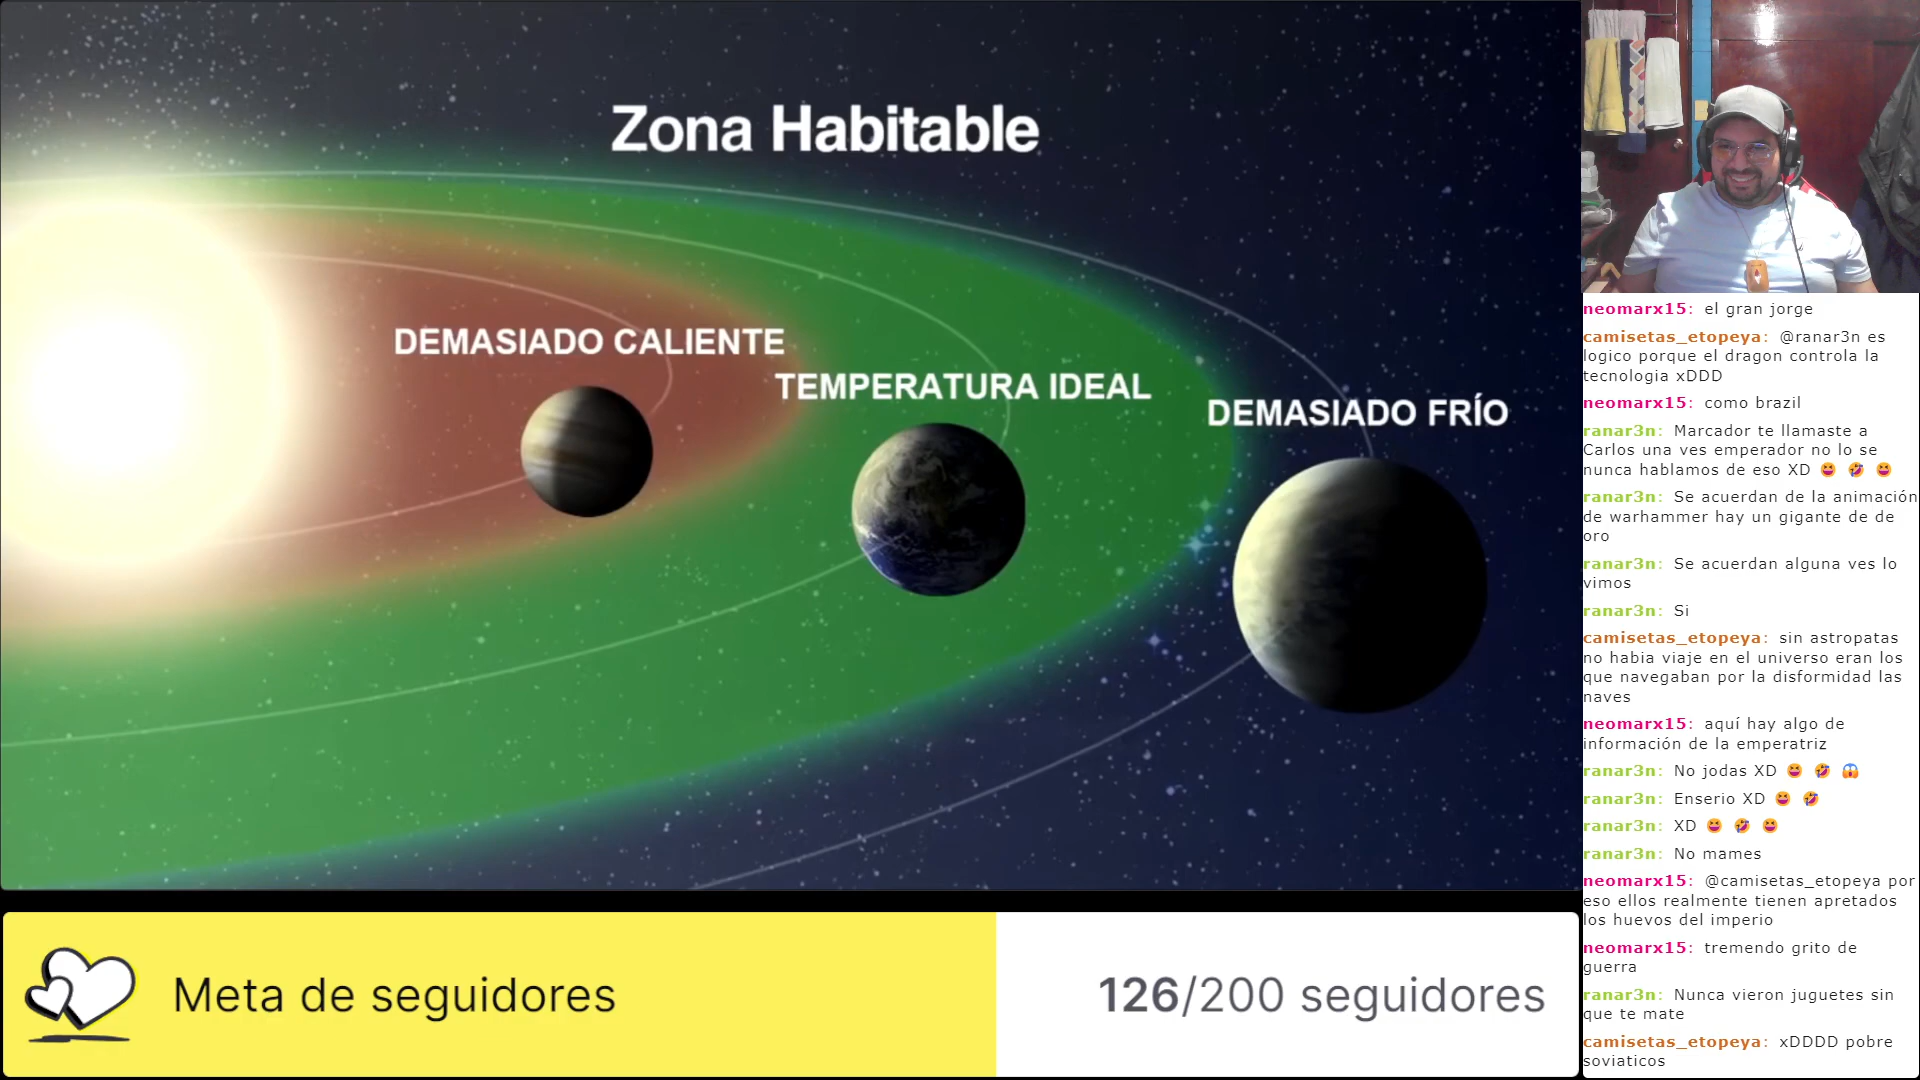 Zona Habitable
DEMASIADO CALIENTE
TEMPERATURA IDEAL
DEMASIADO FRÍO
Meta de seguidores
126/200 seguidores
neomarx15: el gran jorge
camisetas_etopeya: @ranar3n es
logico porque el dragon controla la
tecnologia xDDD
neomarx15: como brazil
ranar3n: Marcador te llamaste a
Carlos una ves emperador no lo se
nunca hablamos de eso XD 😆 🤣 😆
ranar3n: Se acuerdan de la animación
de warhammer hay un gigante de de
oro
ranar3n: Se acuerdan alguna ves lo
vimos
ranar3n: Si
camisetas_etopeya: sin astropatas
no habia viaje en el universo eran los
que navegaban por la disformidad las
naves
neomarx15: aquí hay algo de
información de la emperatriz
ranar3n: No jodas XD 😆 🤣 😱
ranar3n: Enserio XD 😆 🤣
ranar3n: XD 😆 🤣 😆
ranar3n: No mames
neomarx15: @camisetas_etopeya por
eso ellos realmente tienen apretados
los huevos del imperio
neomarx15: tremendo grito de
guerra
ranar3n: Nunca vieron juguetes sin
que te mate
camisetas_etopeya: xDDDD pobre
soviaticos